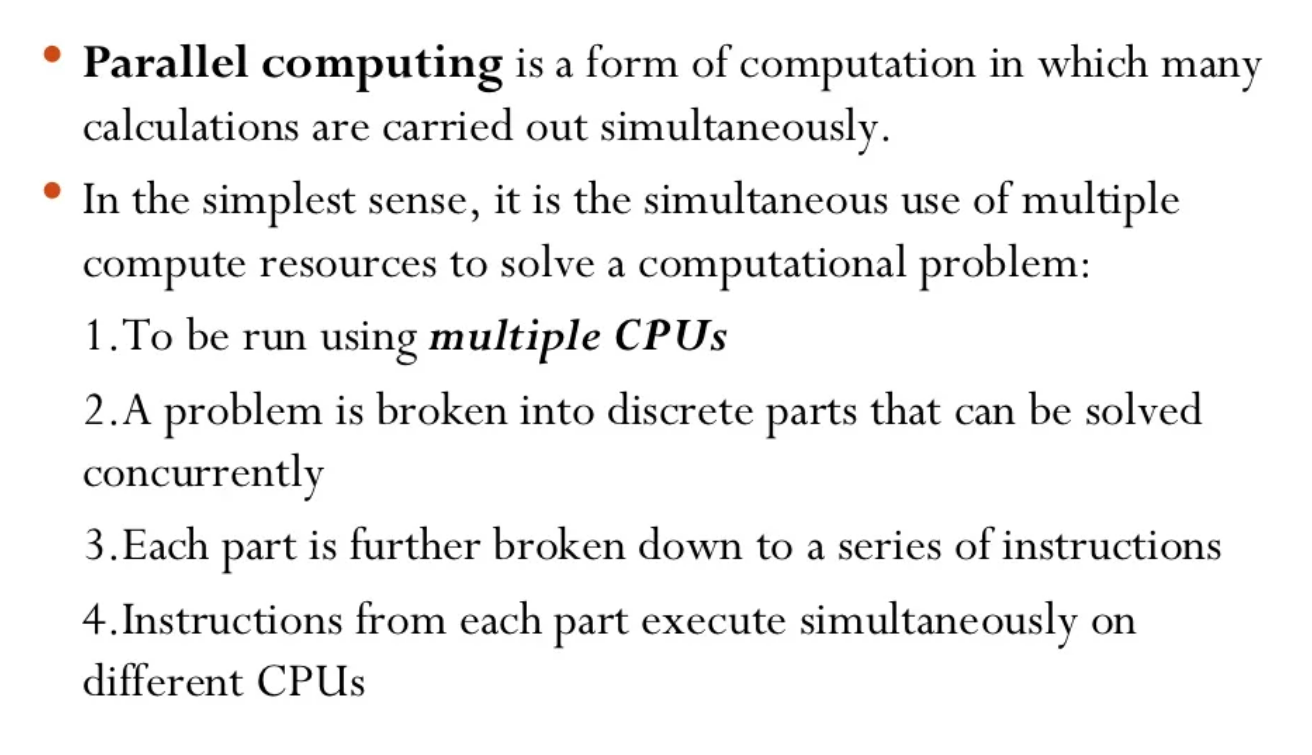 • Parallel computing is a form of computation in which many
calculations are carried out simultaneously.
• In the simplest sense, it is the simultaneous use of multiple
compute resources to solve a computational problem:
1.To be run using multiple CPUs
2.A problem is broken into discrete parts that can be solved
concurrently
3.Each part is further broken down to a series of instructions
4.Instructions from each part execute simultaneously on
different CPUs